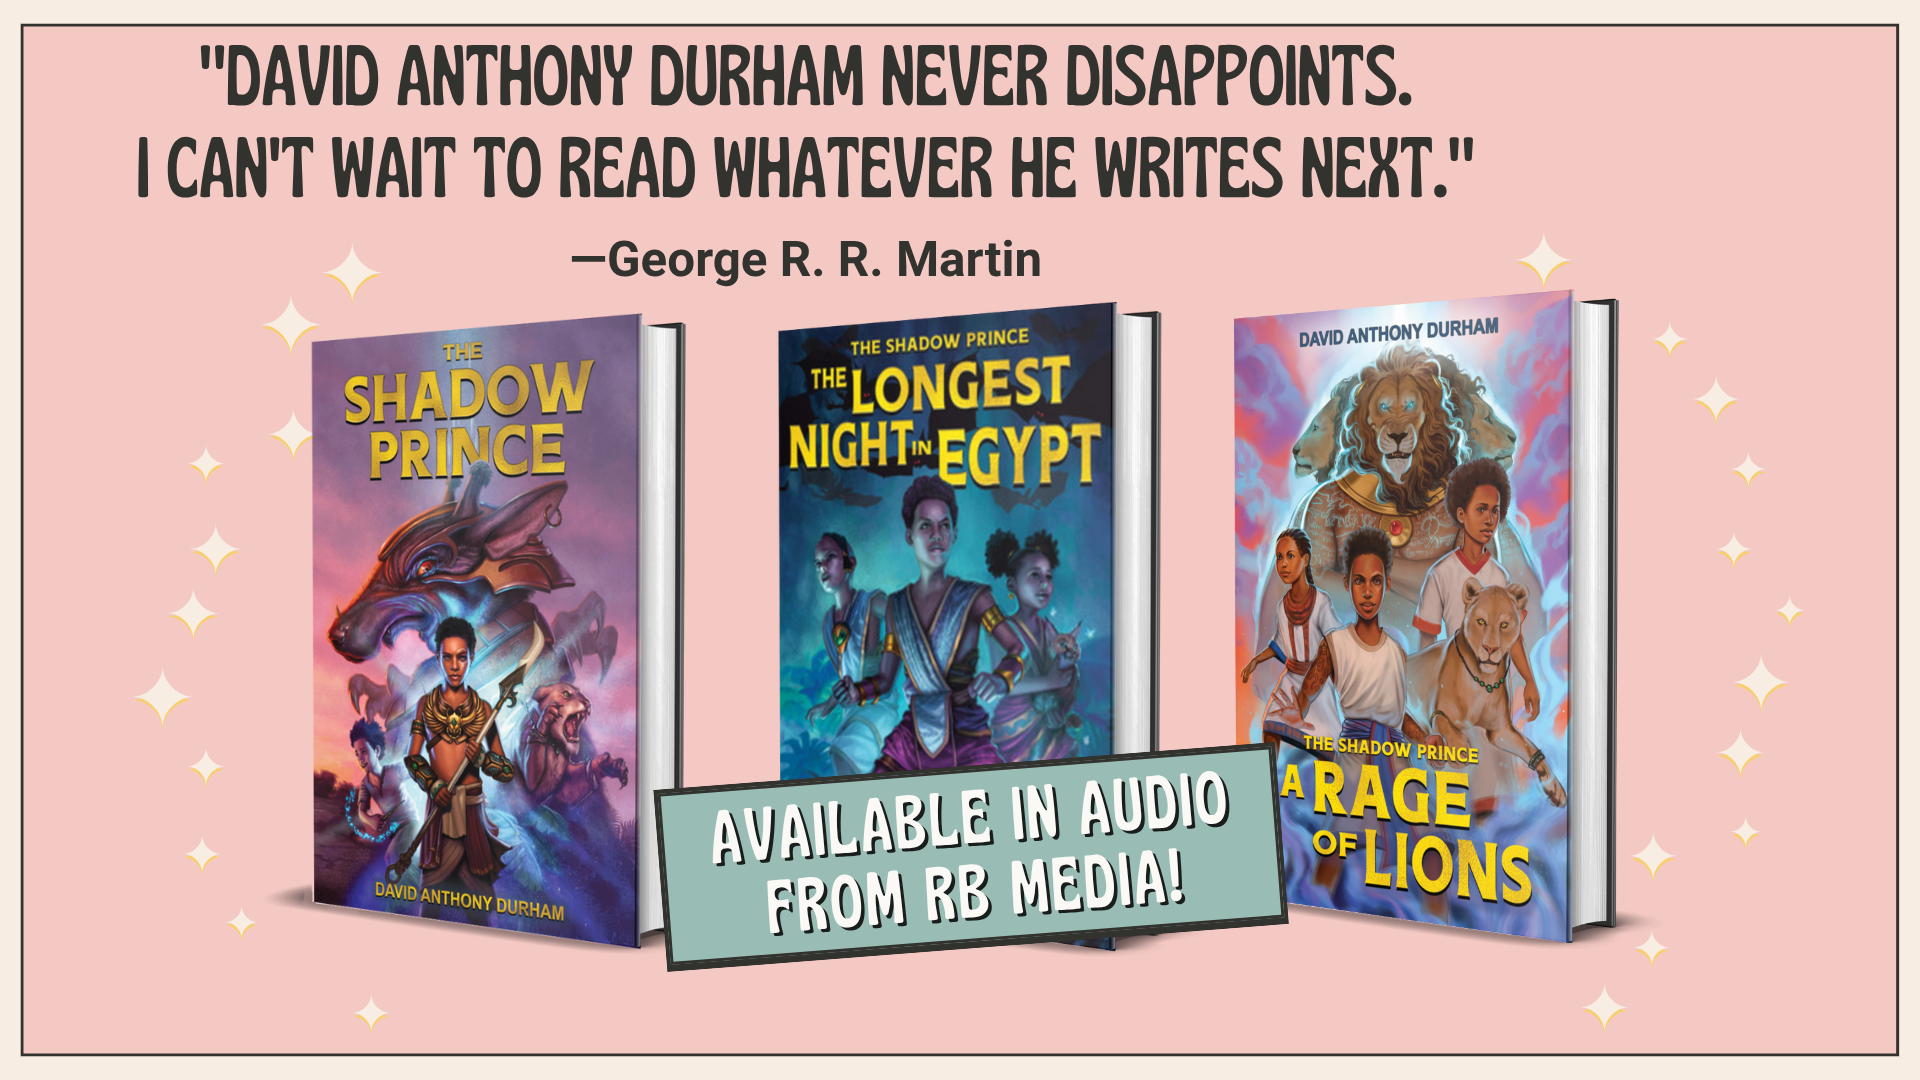 "DAVID ANTHONY DURHAM NEVER DISAPPOINTS.
I CAN'T WAIT TO READ WHATEVER HE WRITES NEXT."
—George R. R. Martin
THE
SHADOW
PRINCE
DAVID ANTHONY DURHAM
THE SHADOW PRINCE
THE LONGEST
NIGHT IN EGYPT
DAVID ANTHONY DURHAM
THE SHADOW PRINCE
A RAGE
OF LIONS
AVAILABLE IN AUDIO
FROM RB MEDIA!